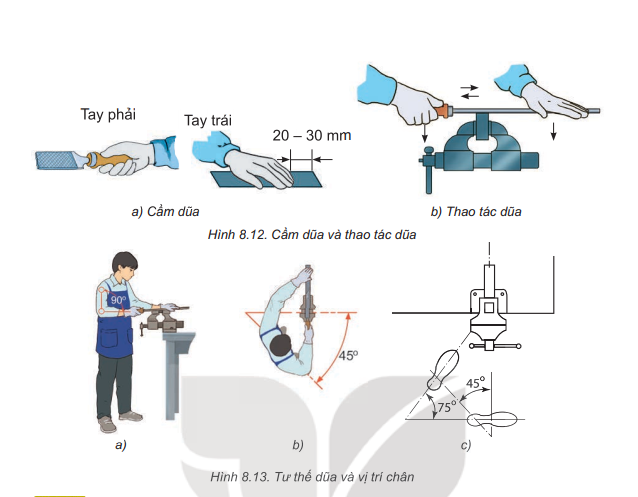 Tay phải
Tay trái
20 – 30 mm
a) Cầm dũa
b) Thao tác dũa
Hình 8.12. Cầm dũa và thao tác dũa
90°
45°
45°
75°
a)
b)
c)
Hình 8.13. Tư thế dũa và vị trí chân